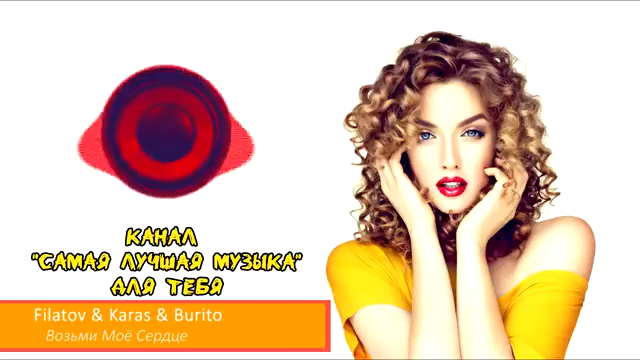 КАНАЛ
"САМАЯ ЛУЧШАЯ МУЗЫКА"
ДЛЯ ТЕБЯ
Filatov & Karas & Burito
Возьми Моё Сердце